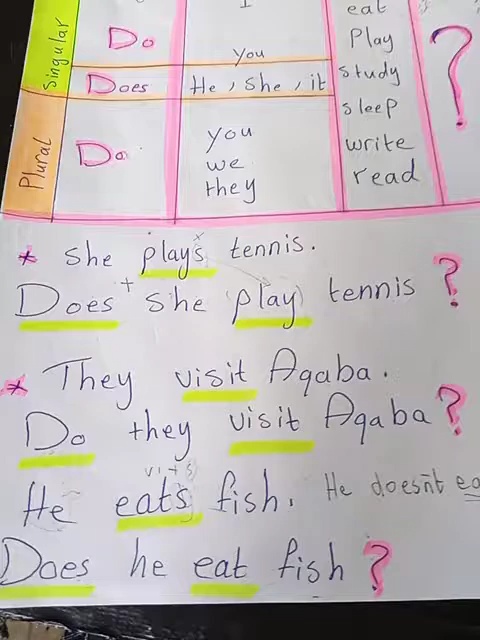 I eat
Singular Do you Play ?
Does He, she, it study
sleep
Plural Do you write
we read
they
* She plays tennis.
Does + she play tennis ?
* They visit Aqaba.
Do they visit Aqaba ?
v1+s
He eats fish. He doesn't ea
Does he eat fish ?